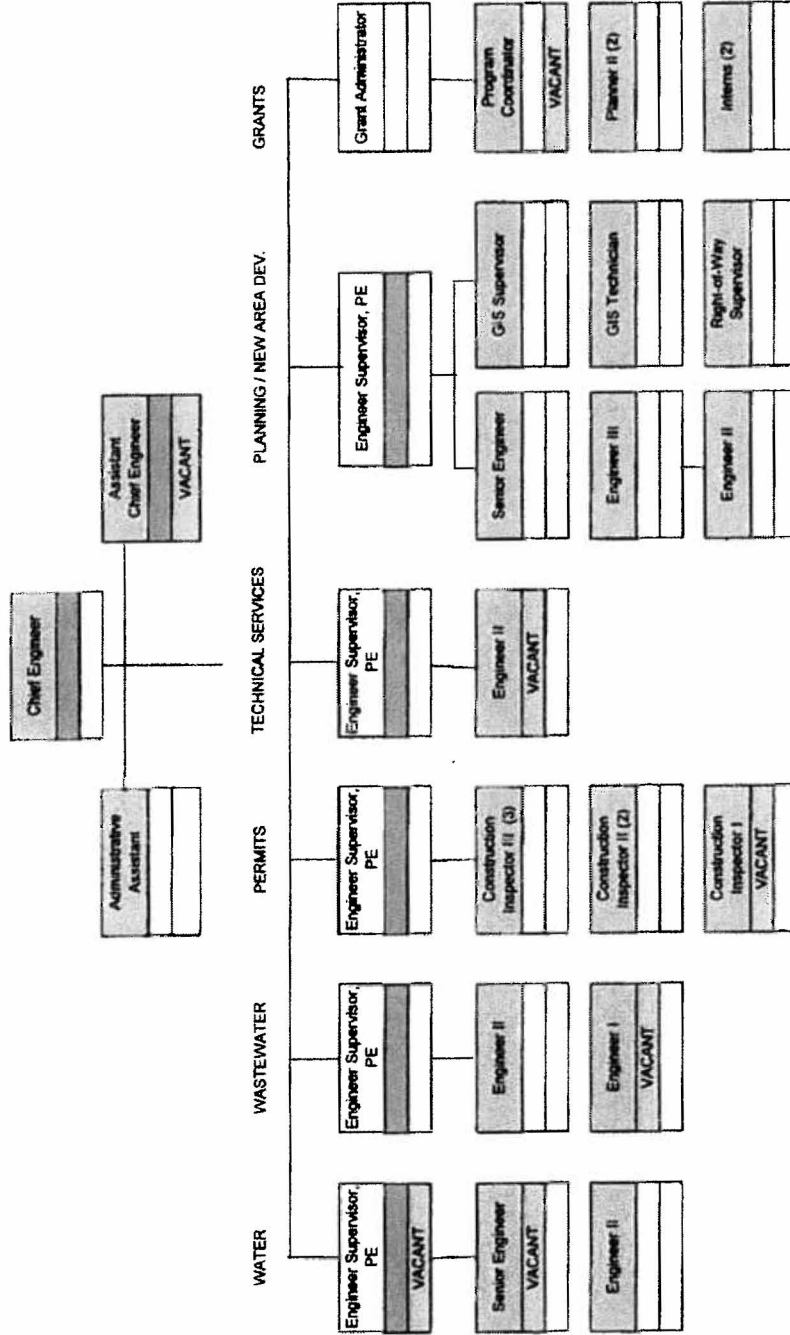 Chief Engineer
Administrative
Assistant
Assistant
Chief Engineer
VACANT
WATER
WASTEWATER
PERMITS
TECHNICAL SERVICES
PLANNING / NEW AREA DEV.
GRANTS
Engineer Supervisor,
PE
VACANT
Senior Engineer
VACANT
Engineer II
Engineer Supervisor,
PE
Engineer II
Engineer I
VACANT
Engineer Supervisor,
PE
Construction
Inspector III (3)
Construction
Inspector II (2)
Construction
Inspector I
VACANT
Engineer Supervisor,
PE
Engineer II
VACANT
Engineer Supervisor, PE
Senior Engineer
Engineer III
Engineer II
GIS Supervisor
GIS Technician
Right-of-Way
Supervisor
Grant Administrator
Program
Coordinator
VACANT
Planner II (2)
Interns (2)